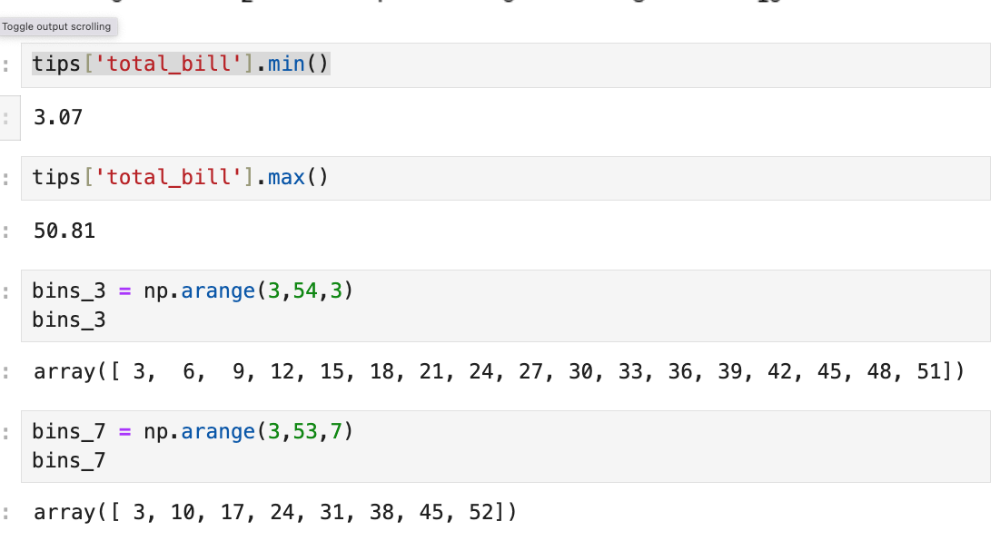 Toggle output scrolling
: tips['total_bill'].min()
: 3.07
: tips['total_bill'].max()
: 50.81
: bins_3 = np.arange(3,54,3)
bins_3
: array([ 3,  6,  9, 12, 15, 18, 21, 24, 27, 30, 33, 36, 39, 42, 45, 48, 51])
: bins_7 = np.arange(3,53,7)
bins_7
: array([ 3, 10, 17, 24, 31, 38, 45, 52])